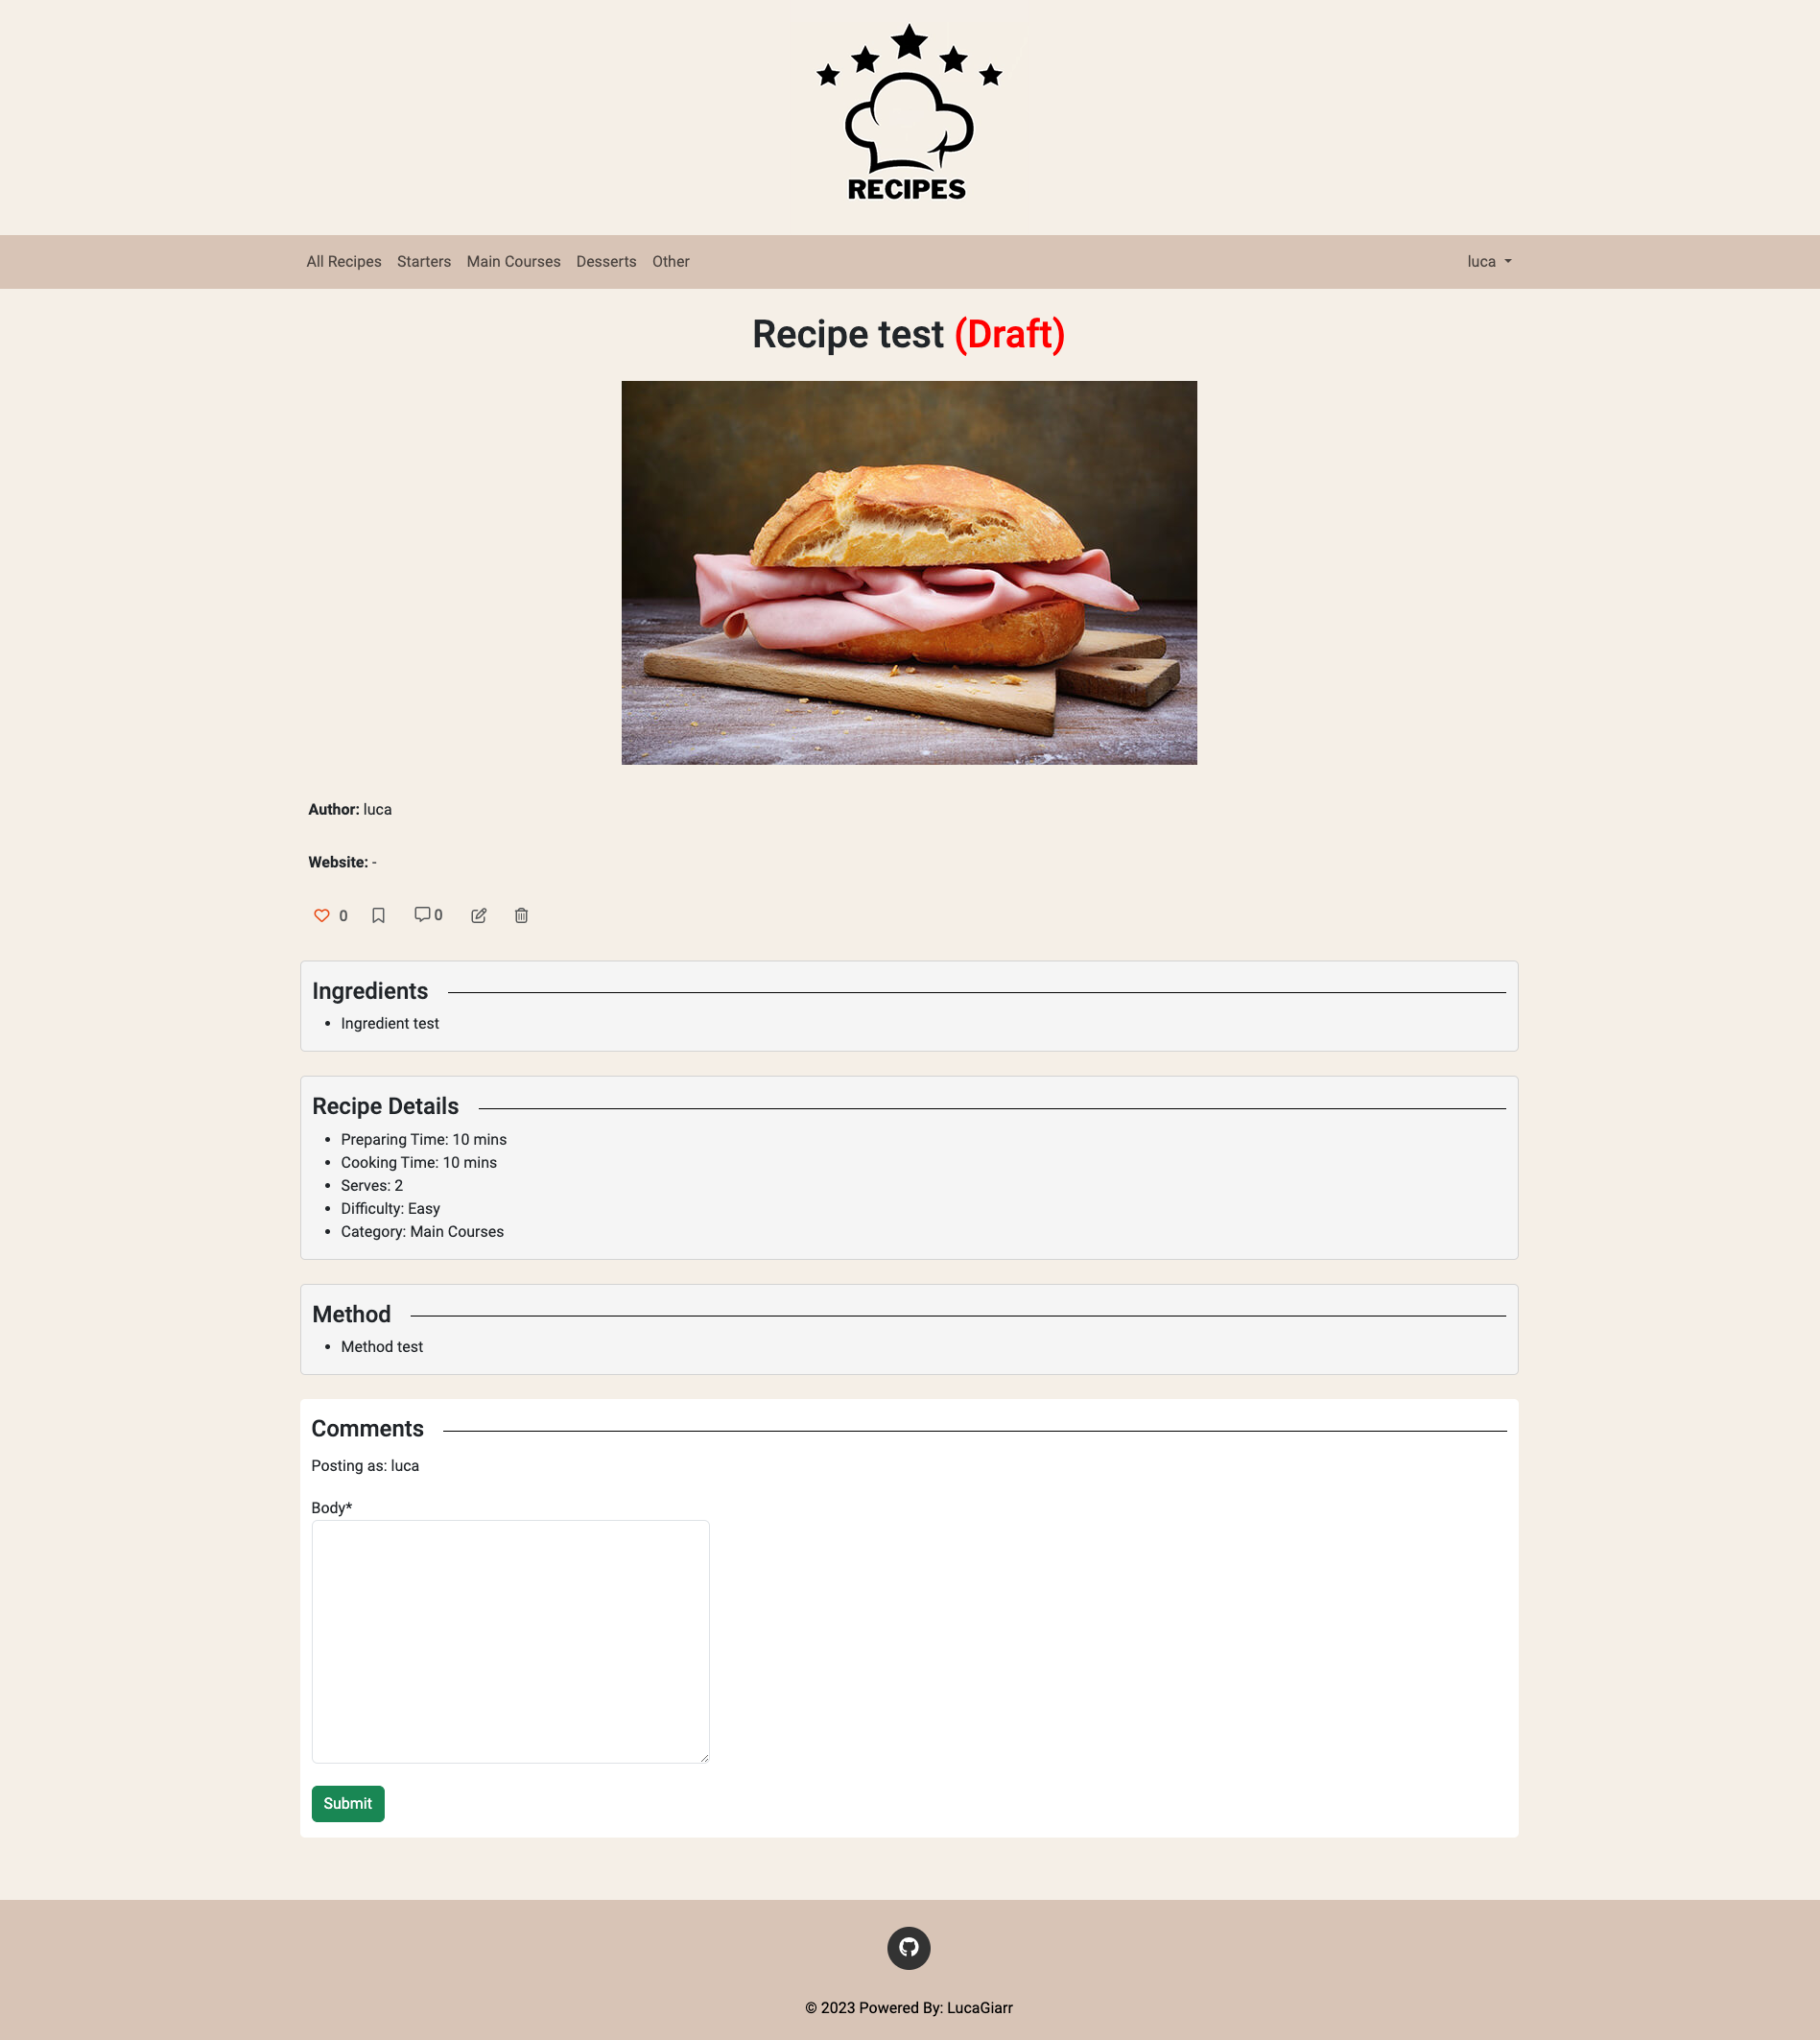 RECIPES
All Recipes Starters Main Courses Desserts Other luca
Recipe test (Draft)
Author: luca
Website: -
0 0
Ingredients
Ingredient test
Recipe Details
Preparing Time: 10 mins
Cooking Time: 10 mins
Serves: 2
Difficulty: Easy
Category: Main Courses
Method
Method test
Comments
Posting as: luca
Body*
Submit
© 2023 Powered By: LucaGiarr